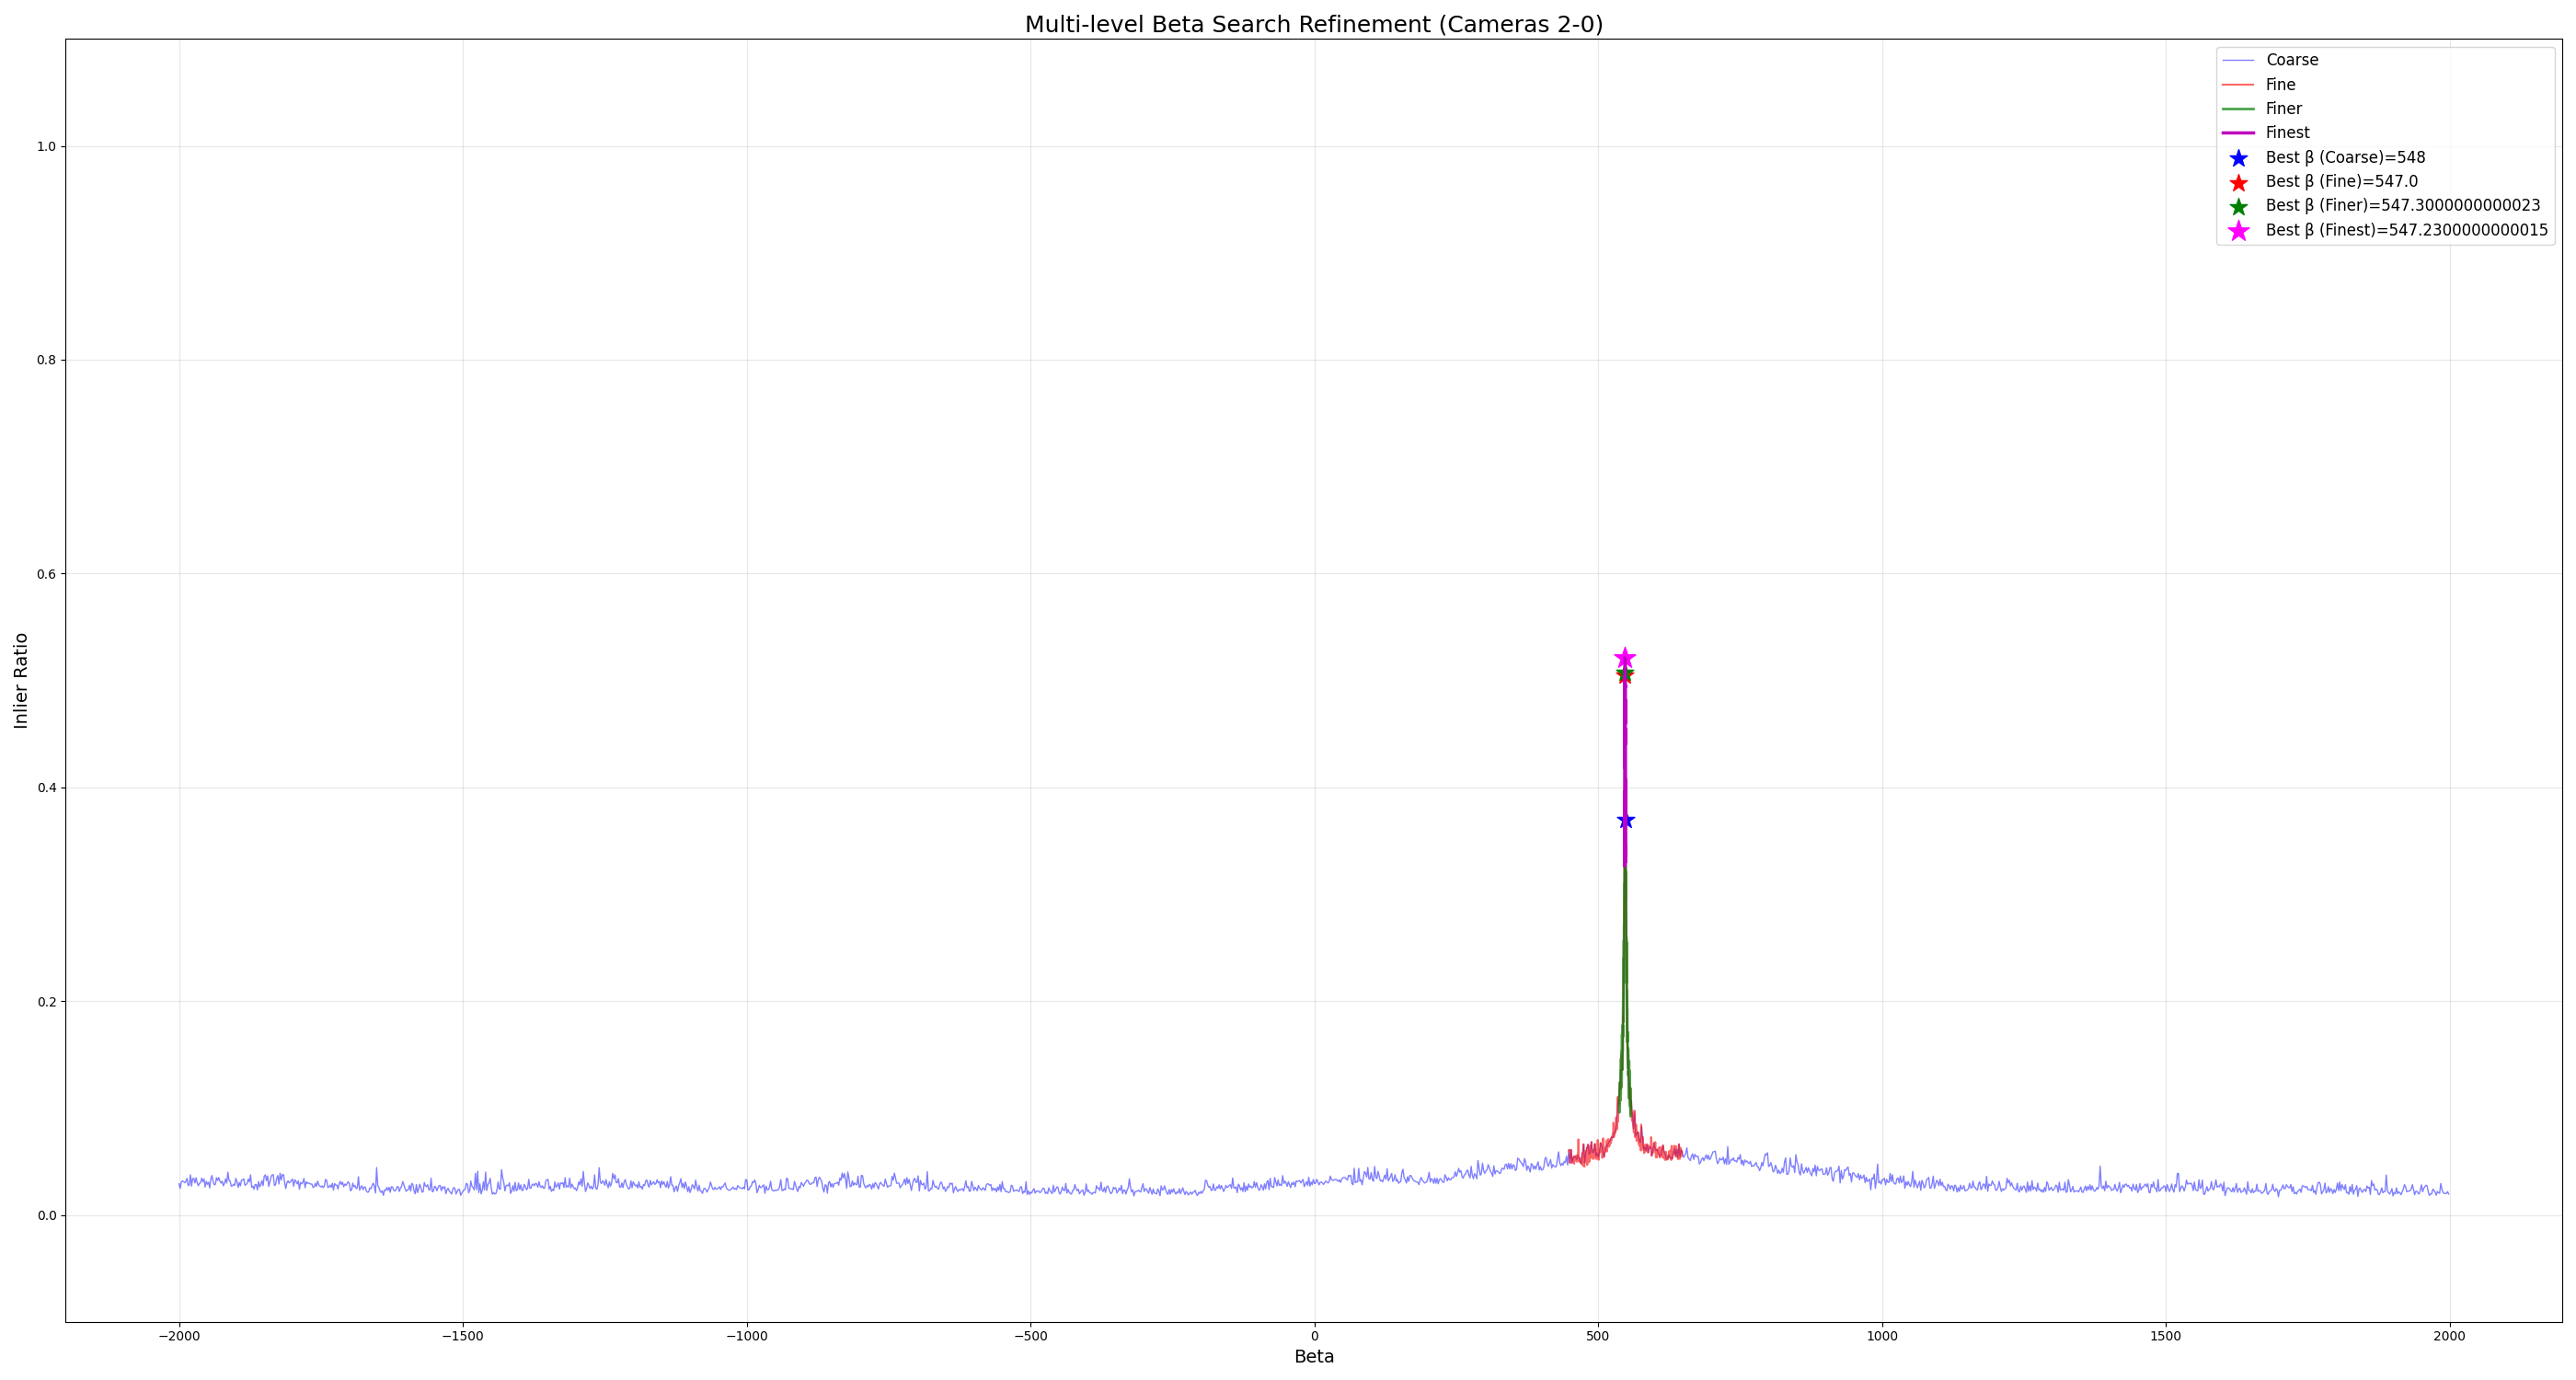 Multi-level Beta Search Refinement (Cameras 2-0)
Coarse
Fine
Finer
Finest
Best β (Coarse)=548
Best β (Fine)=547.0
Best β (Finer)=547.3000000000023
Best β (Finest)=547.2300000000015
Inlier Ratio
1.0
0.8
0.6
0.4
0.2
0.0
−2000
−1500
−1000
−500
0
500
1000
1500
2000
Beta